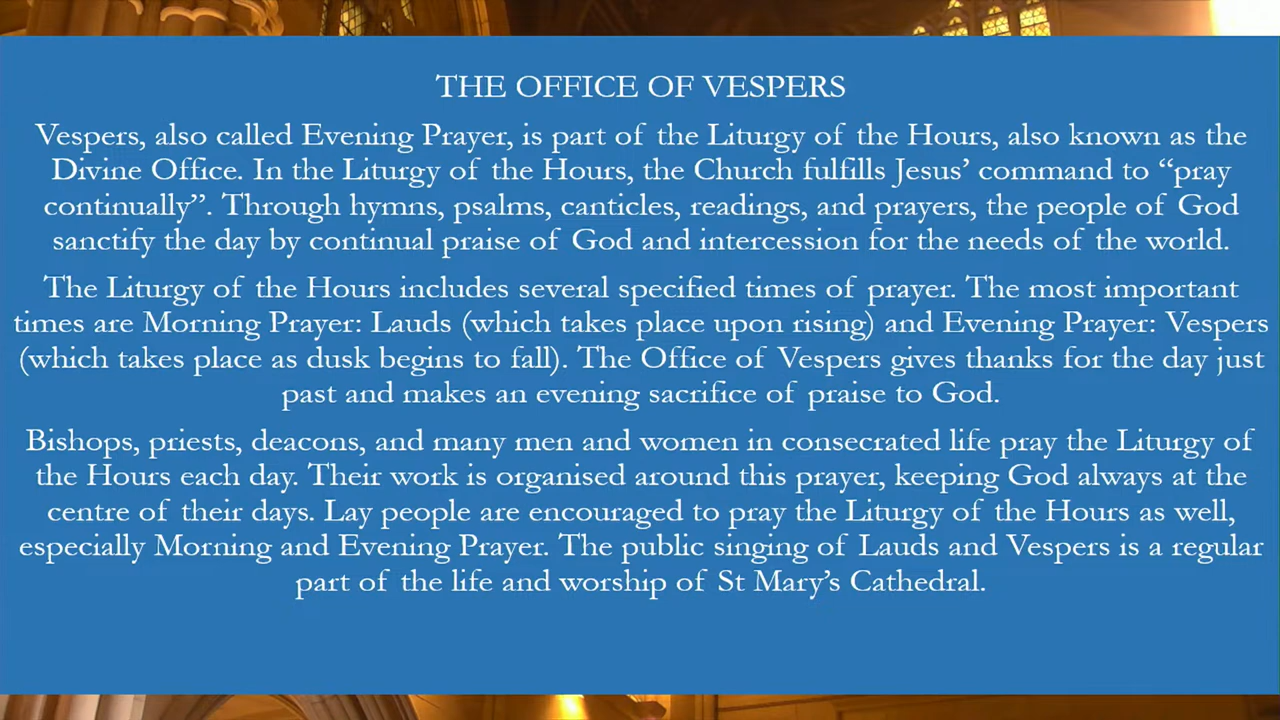 THE OFFICE OF VESPERS
Vespers, also called Evening Prayer, is part of the Liturgy of the Hours, also known as the
Divine Office. In the Liturgy of the Hours, the Church fulfills Jesus’ command to “pray
continually”. Through hymns, psalms, canticles, readings, and prayers, the people of God
sanctify the day by continual praise of God and intercession for the needs of the world.
The Liturgy of the Hours includes several specified times of prayer. The most important
times are Morning Prayer: Lauds (which takes place upon rising) and Evening Prayer: Vespers
(which takes place as dusk begins to fall). The Office of Vespers gives thanks for the day just
past and makes an evening sacrifice of praise to God.
Bishops, priests, deacons, and many men and women in consecrated life pray the Liturgy of
the Hours each day. Their work is organised around this prayer, keeping God always at the
centre of their days. Lay people are encouraged to pray the Liturgy of the Hours as well,
especially Morning and Evening Prayer. The public singing of Lauds and Vespers is a regular
part of the life and worship of St Mary’s Cathedral.